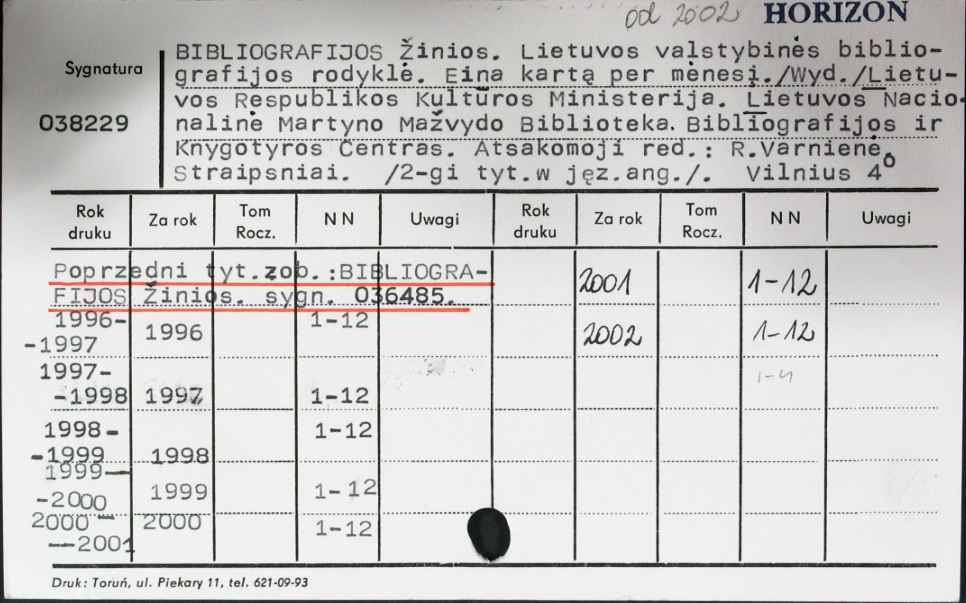 od 2002 HORIZON
BIBLIOGRAFIJOS Žinios. Lietuvos valstybinės biblio-
Sygnatura
grafijos rodyklė. Eina kartą per mėnesį./Wyd./Lietu-
vos Respublikos Kultūros Ministerija. Lietuvos Nacio-
038229
nalinė Martyno Mažvydo Biblioteka. Bibliografijos ir
Knygotyros Centras. Atsakomoji red.: R.Varnienė.
Straipsniai. /2-gi tyt.w jęz.ang./. Vilnius 4°
Rok druku Za rok Tom Rocz. N N Uwagi Rok druku Za rok Tom Rocz. N N Uwagi
Poprzedni tyt.zob.:BIBLIOGRA-
FIJOS Žinios. sygn. 036485.
2001 1-12
1996-
-1997 1996 1-12
2002 1-12
1997-
-1998 1997 1-12
1-4
1998-
-1999 1998 1-12
1999-
-2000 1999 1-12
2000-
-2001 2000 1-12
Druk: Toruń, ul. Piekary 11, tel. 621-09-93